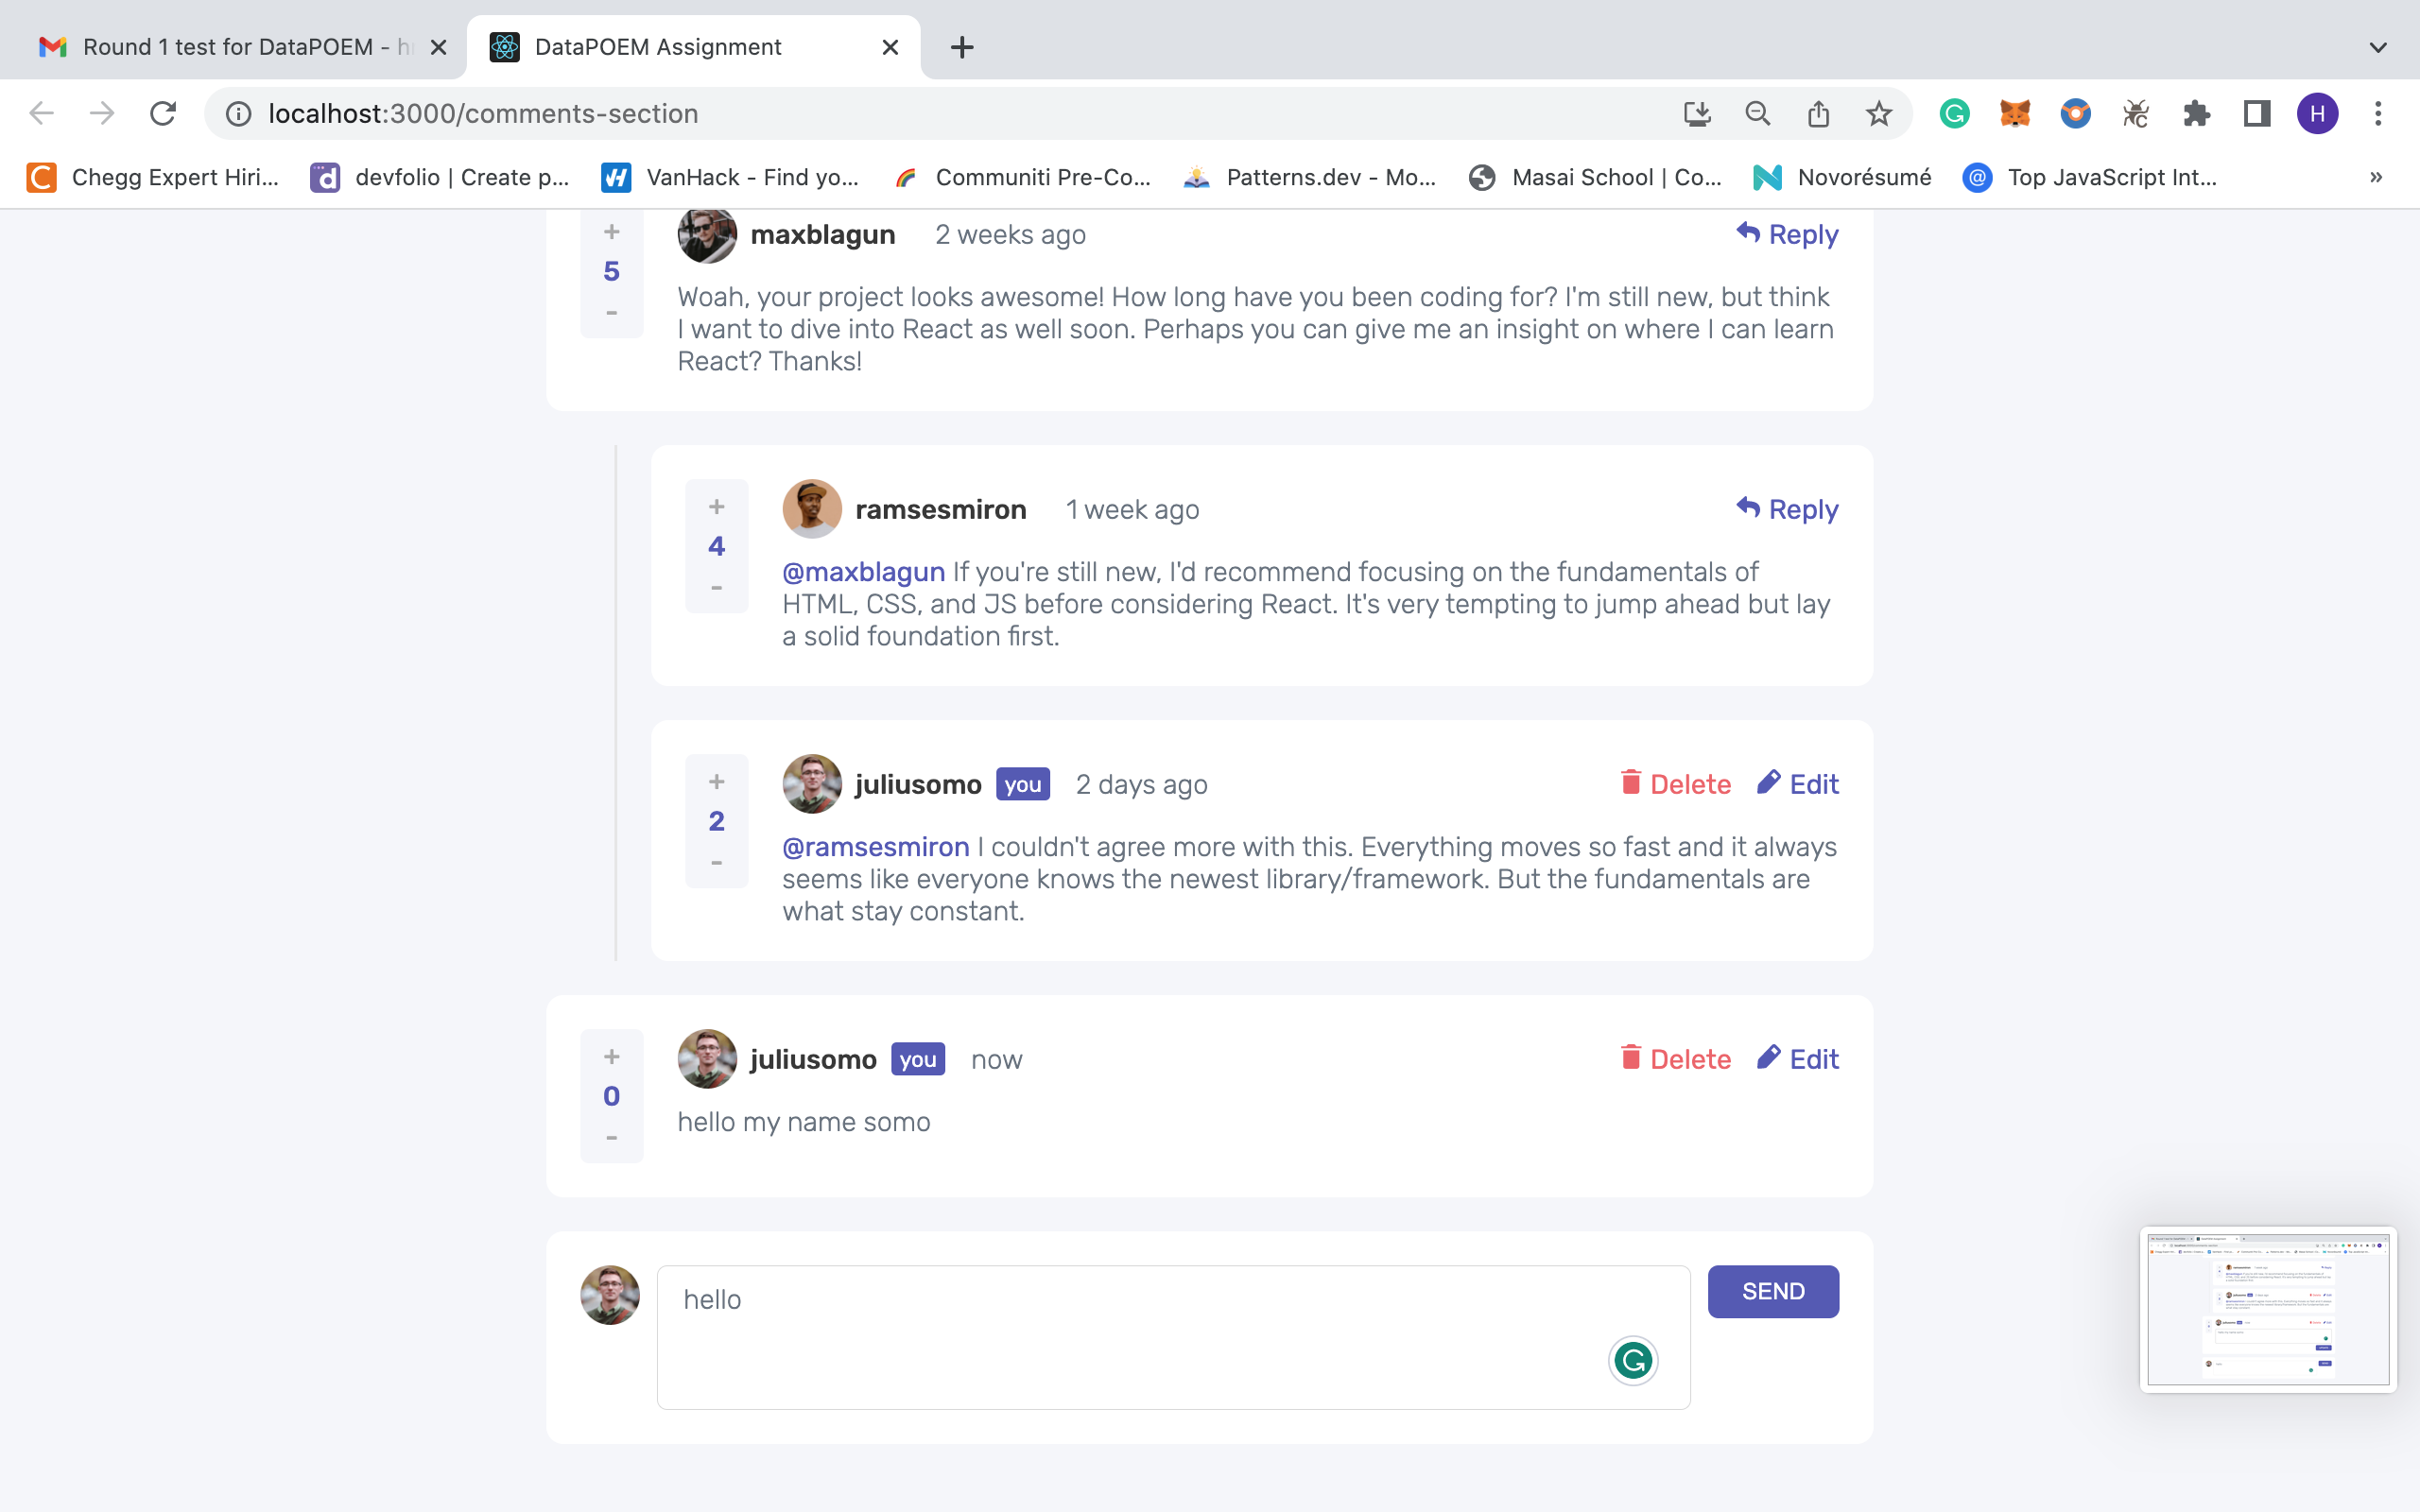 Round 1 test for DataPOEM - h
DataPOEM Assignment
localhost:3000/comments-section
H
Chegg Expert Hiri...
devfolio | Create p...
VanHack - Find yo...
Communiti Pre-Co...
Patterns.dev - Mo...
Masai School | Co...
Novorésumé
Top JavaScript Int...
»
+
5
-
maxblagun
2 weeks ago
Reply
Woah, your project looks awesome! How long have you been coding for? I'm still new, but think
I want to dive into React as well soon. Perhaps you can give me an insight on where I can learn
React? Thanks!
+
4
-
ramsesmiron
1 week ago
Reply
@maxblagun If you're still new, I'd recommend focusing on the fundamentals of
HTML, CSS, and JS before considering React. It's very tempting to jump ahead but lay
a solid foundation first.
+
2
-
juliusomo
you
2 days ago
Delete
Edit
@ramsesmiron I couldn't agree more with this. Everything moves so fast and it always
seems like everyone knows the newest library/framework. But the fundamentals are
what stay constant.
+
0
-
juliusomo
you
now
Delete
Edit
hello my name somo
hello
SEND